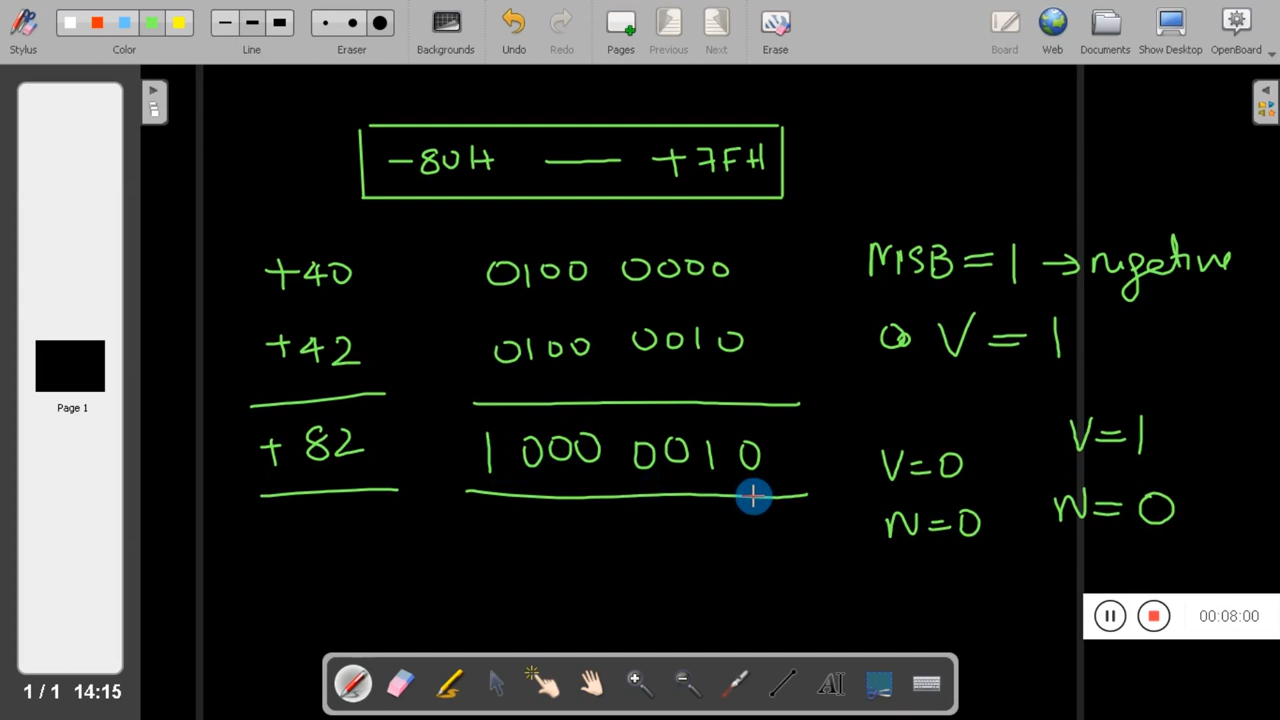 Stylus Color Line Eraser Backgrounds Undo Redo Pages Previous Next Erase Board Web Documents Show Desktop OpenBoard
-80H — +7FH
+40 0100 0000 MSB = 1 → negative
+42 0100 0010 V = 1
+82 1000 0010
V=0 V=1
N=0 N=0
Page 1
00:08:00
1 / 1 14:15
AI